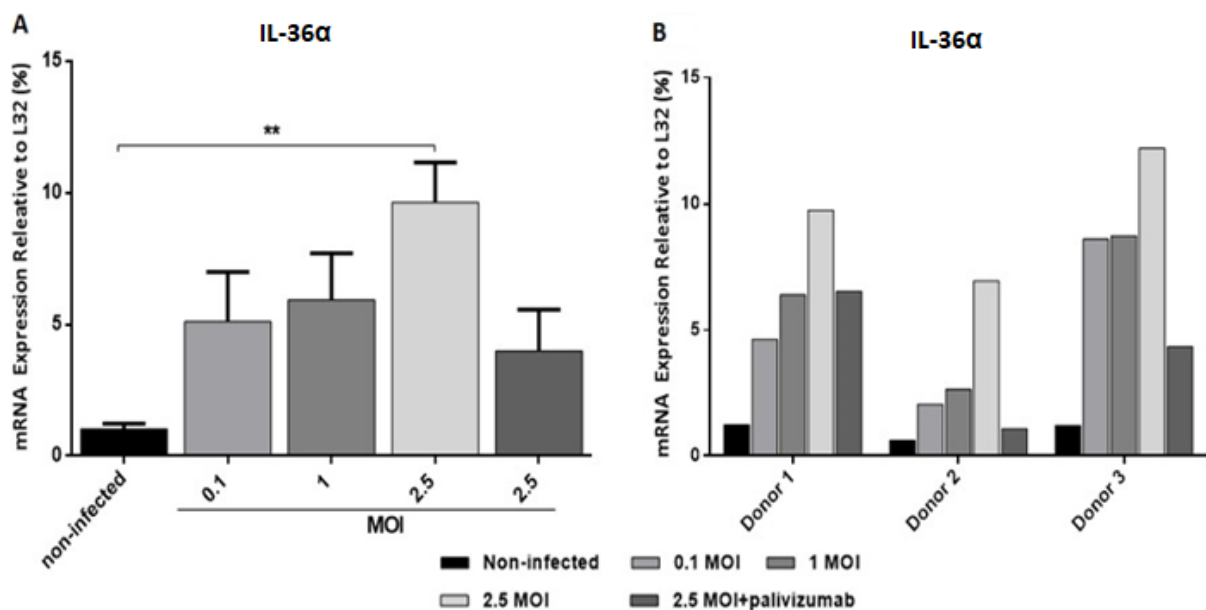 A
IL-36α
mRNA Expression Releative to L32 (%)
15
10
5
0
**
non-infected
0.1
1
2.5
2.5
MOI
B
IL-36α
mRNA Expression Releative to L32 (%)
15
10
5
0
Donor 1
Donor 2
Donor 3
Non-infected
0.1 MOI
1 MOI
2.5 MOI
2.5 MOI+palivizumab